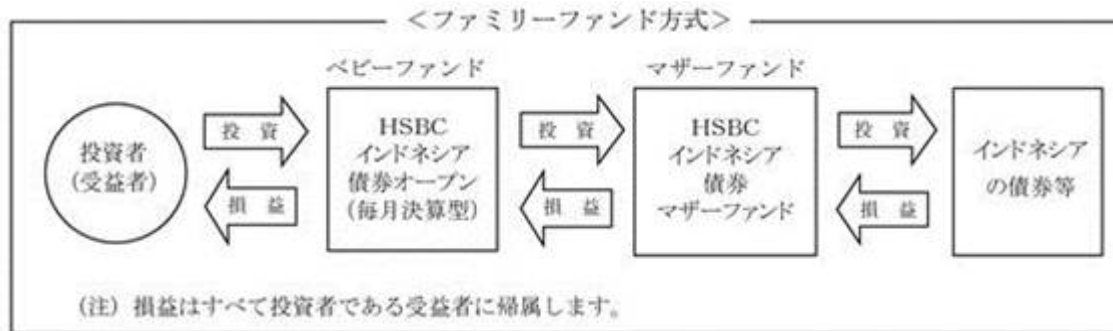 ＜ファミリーファンド方式＞
ベビーファンド
マザーファンド
投資者
(受益者)
投 資
損 益
HSBC
インドネシア
債券オープン
(毎月決算型)
投 資
損 益
HSBC
インドネシア
債券
マザーファンド
投 資
損 益
インドネシア
の債券等
(注) 損益はすべて投資者である受益者に帰属します。